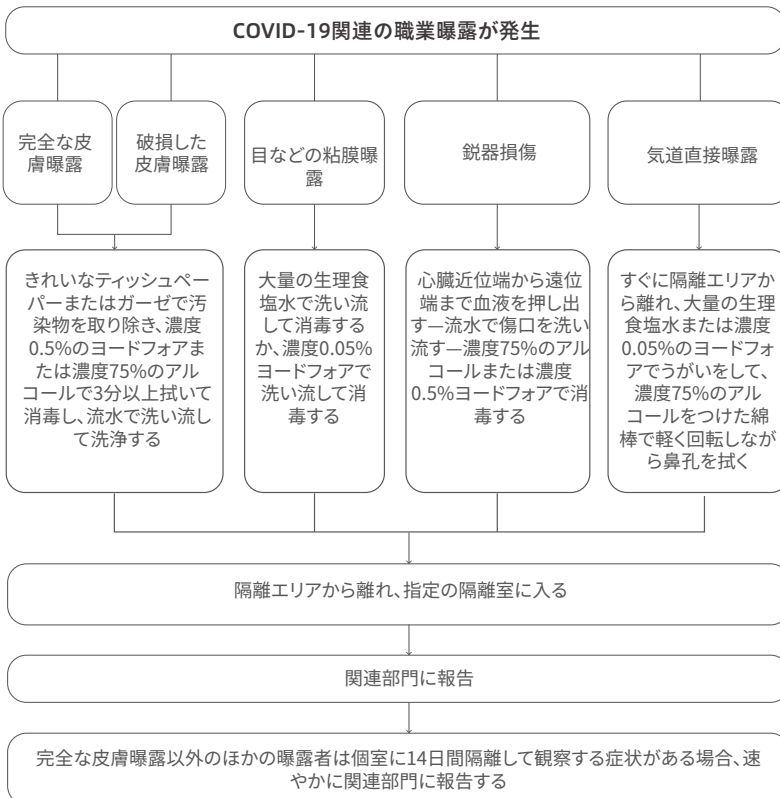 COVID-19関連の職業曝露が発生
完全な皮
膚曝露
破損した
皮膚曝露
目などの粘膜曝
露
鋭器損傷
気道直接曝露
きれいなティッシュペー
パーまたはガーゼで汚
染物を取り除き、濃度
0.5%のヨードフォアま
たは濃度75%のアル
コールで3分以上拭いて
消毒し、流水で洗い流し
て洗浄する
大量の生理食
塩水で洗い流
して消毒する
か、濃度0.05%
ヨードフォアで
洗い流して消
毒する
心臓近位端から遠位
端まで血液を押し出
す—流水で傷口を洗い
流す—濃度75%のアル
コールまたは濃度
0.5%ヨードフォアで消
毒する
すぐに隔離エリアか
ら離れ、大量の生理
食塩水または濃度
0.05%のヨードフォ
アでうがいをして、
濃度75%のアル
コールをつけた綿
棒で軽く回転しなが
ら鼻孔を拭く
隔離エリアから離れ、指定の隔離室に入る
関連部門に報告
完全な皮膚曝露以外のほかの曝露者は個室に14日間隔離して観察する症状がある場合、速
やかに関連部門に報告する